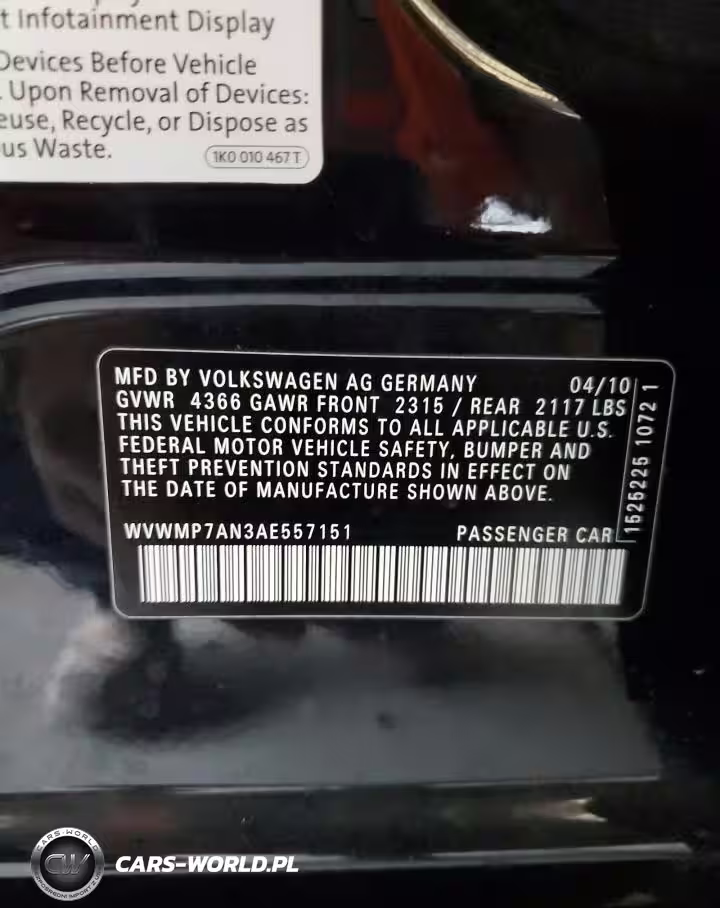 t Infotainment Display
Devices Before Vehicle
. Upon Removal of Devices:
euse, Recycle, or Dispose as
us Waste.
1K0 010 467 T
MFD BY VOLKSWAGEN AG GERMANY 04/10
GVWR 4366 GAWR FRONT 2315 / REAR 2117 LBS
THIS VEHICLE CONFORMS TO ALL APPLICABLE U.S.
FEDERAL MOTOR VEHICLE SAFETY, BUMPER AND
THEFT PREVENTION STANDARDS IN EFFECT ON
THE DATE OF MANUFACTURE SHOWN ABOVE.
WVWMP7AN3AE557151 PASSENGER CAR
1525225 1072 1
CARS-WORLD
CW
CARS-WORLD.PL